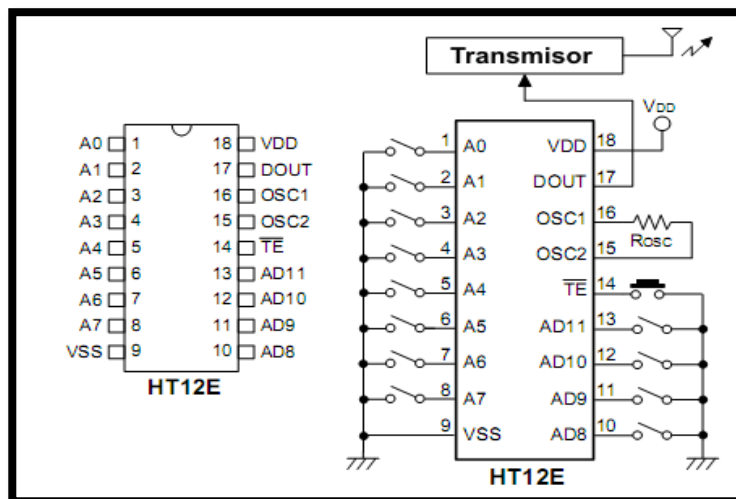 Transmisor
VDD
A0 1 18 VDD
A1 2 17 DOUT
A2 3 16 OSC1
A3 4 15 OSC2
A4 5 14 TE
A5 6 13 AD11
A6 7 12 AD10
A7 8 11 AD9
VSS 9 10 AD8
HT12E
1 A0 VDD 18
2 A1 DOUT 17
3 A2 OSC1 16
Rosc
4 A3 OSC2 15
5 A4 TE 14
6 A5 AD11 13
7 A6 AD10 12
8 A7 AD9 11
9 VSS AD8 10
HT12E